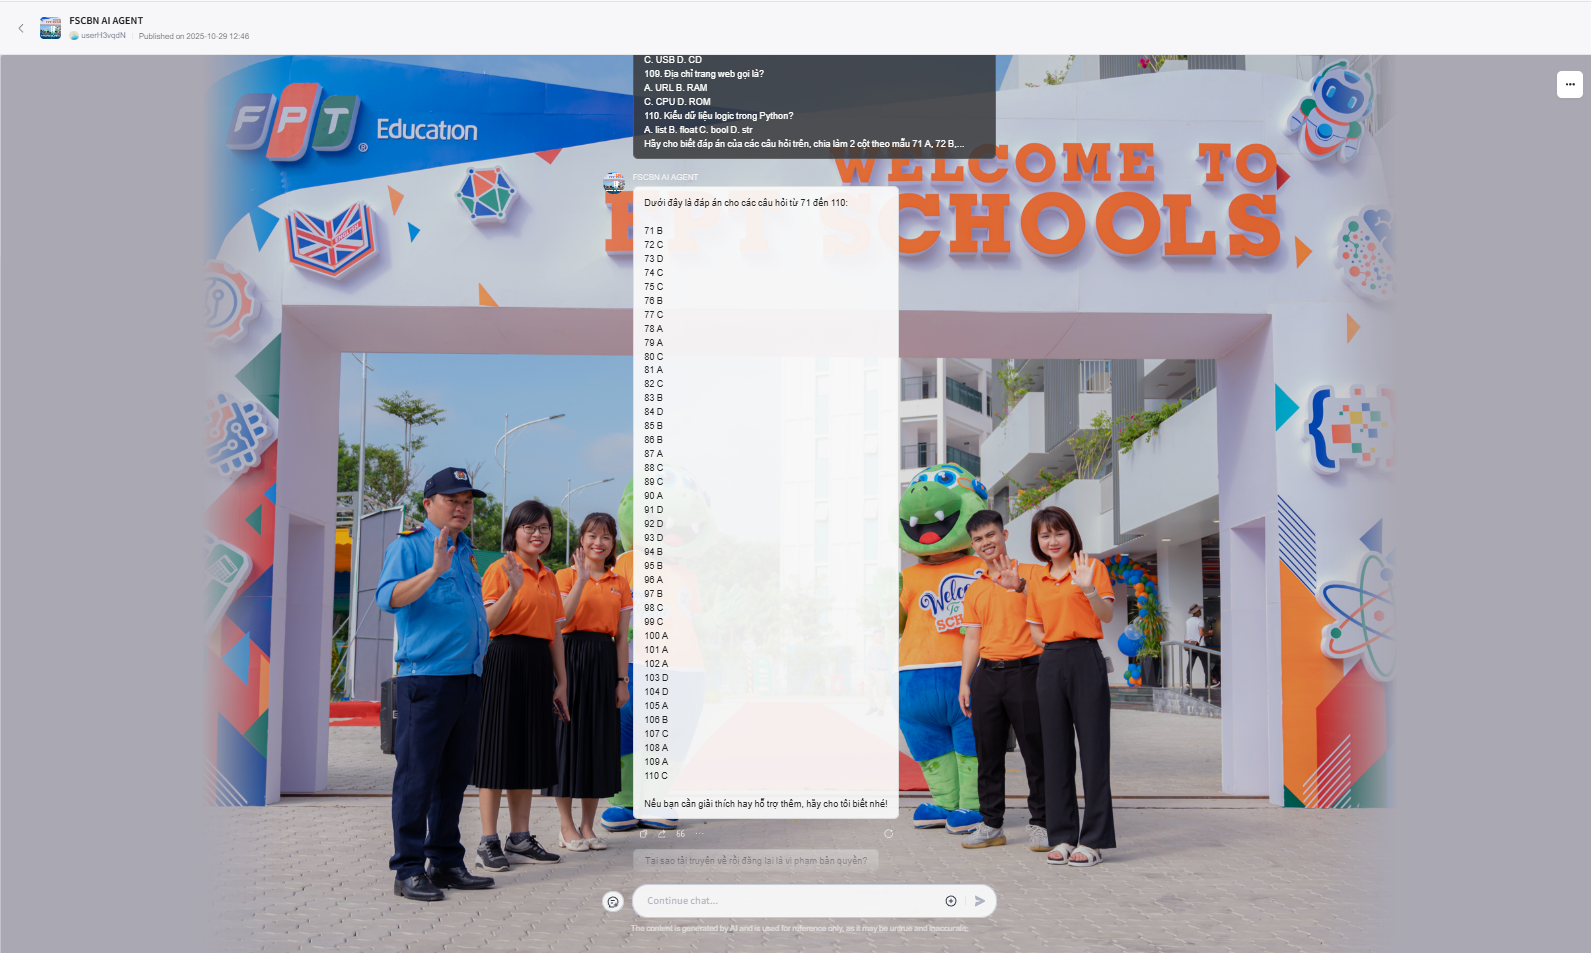 FSCBN AI AGENT
userH3vqdN | Published on 2025-10-29 12:46
C. USB D. CD
109. Địa chỉ trang web gọi là?
A. URL B. RAM
C. CPU D. ROM
110. Kiểu dữ liệu logic trong Python?
A. list B. float C. bool D. str
Hãy cho biết đáp án của các câu hỏi trên, chia làm 2 cột theo mẫu 71 A, 72 B,...
FPT Education
®
ENGLISH
WELCOME TO
FPT SCHOOLS
FSCBN AI AGENT
Dưới đây là đáp án cho các câu hỏi từ 71 đến 110:
71 B
72 C
73 D
74 C
75 C
76 B
77 C
78 A
79 A
80 C
81 A
82 C
83 B
84 D
85 B
86 B
87 A
88 C
89 C
90 A
91 D
92 D
93 D
94 B
95 B
96 A
97 B
98 C
99 C
100 A
101 A
102 A
103 D
104 D
105 A
106 B
107 C
108 A
109 A
110 C
Nếu bạn cần giải thích hay hỗ trợ thêm, hãy cho tôi biết nhé!
Welcome
To
SCH
Tại sao tải truyện về rồi đăng lại là vi phạm bản quyền?
Continue chat...
The content is generated by AI and is used for reference only, as it may be untrue and inaccurate.